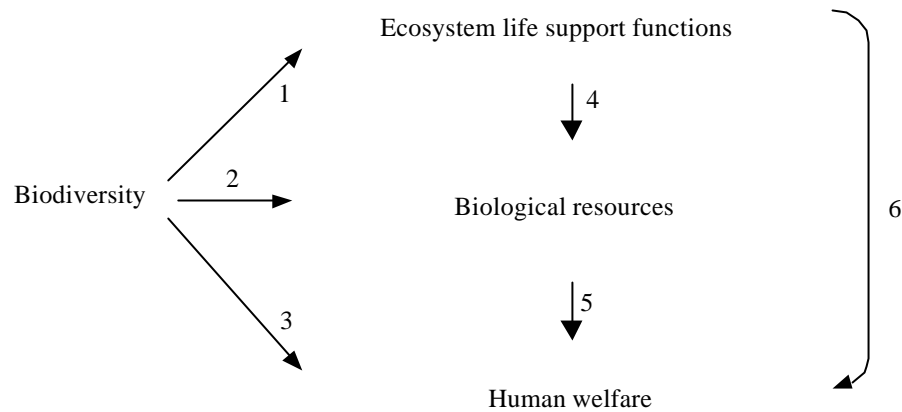 Ecosystem life support functions
1
4
Biodiversity
2
Biological resources
6
3
5
Human welfare